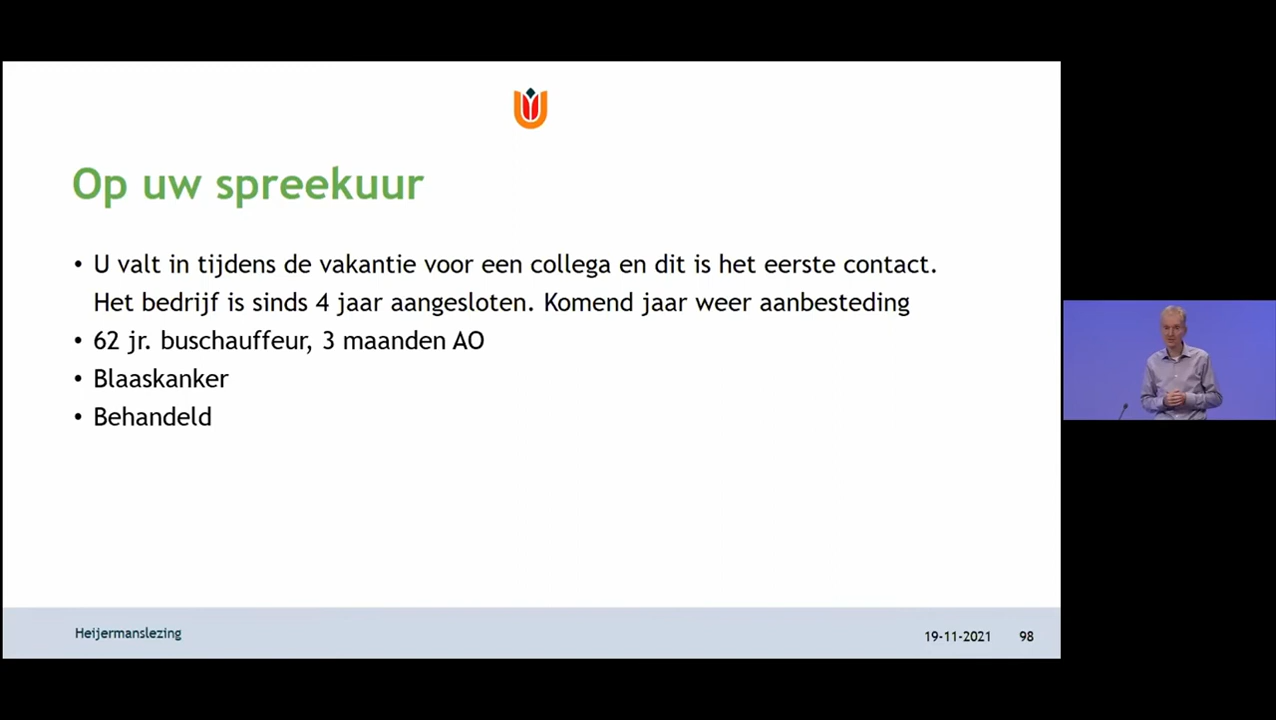 Op uw spreekuur
• U valt in tijdens de vakantie voor een collega en dit is het eerste contact.
Het bedrijf is sinds 4 jaar aangesloten. Komend jaar weer aanbesteding
• 62 jr. buschauffeur, 3 maanden AO
• Blaaskanker
• Behandeld
Heijermanslezing
19-11-2021 98